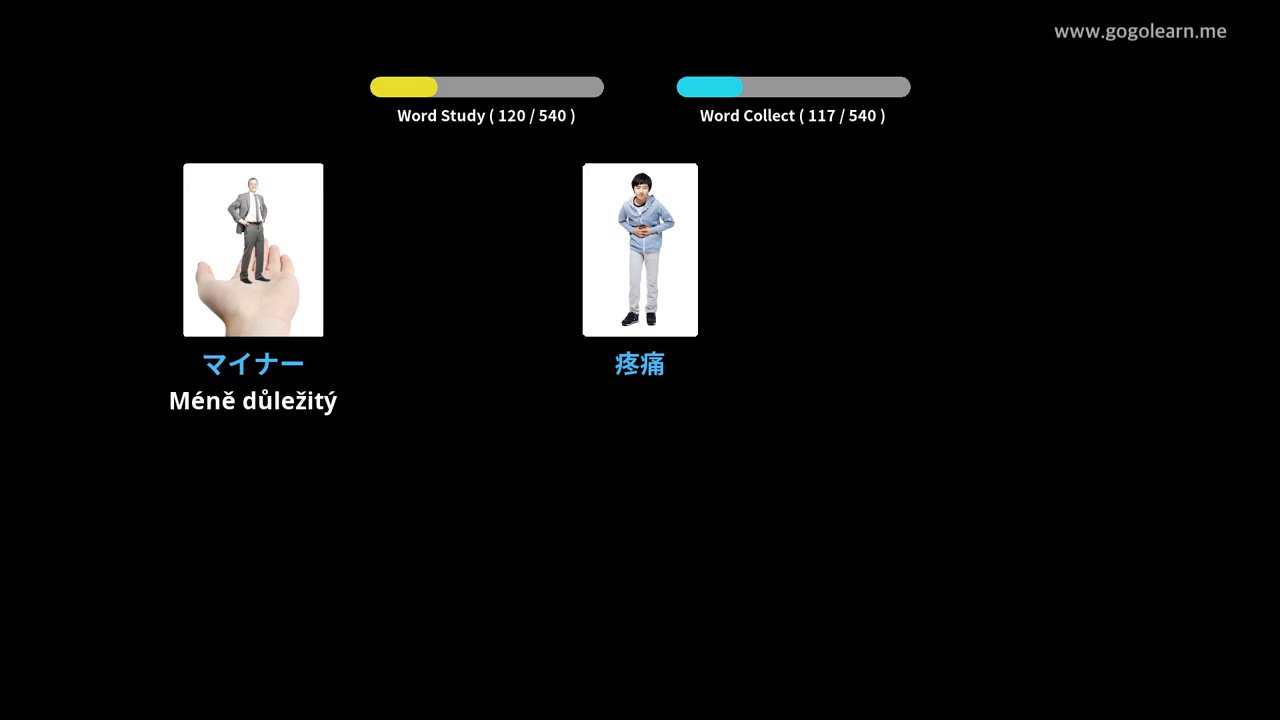 www.gogolearn.me
Word Study ( 120 / 540 )
Word Collect ( 117 / 540 )
マイナー
疼痛
Méně důležitý